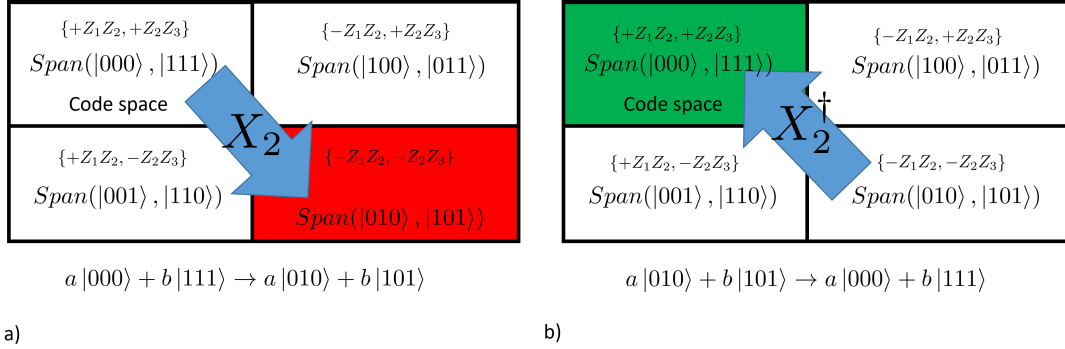 {+Z₁Z₂, +Z₂Z₃}
Span(|000⟩ , |111⟩)
Code space
{−Z₁Z₂, +Z₂Z₃}
Span(|100⟩ , |011⟩)
X₂
{+Z₁Z₂, −Z₂Z₃}
Span(|001⟩ , |110⟩)
{−Z₁Z₂, −Z₂Z₃}
Span(|010⟩ , |101⟩)
a |000⟩ + b |111⟩ → a |010⟩ + b |101⟩
a)
{+Z₁Z₂, +Z₂Z₃}
Span(|000⟩ , |111⟩)
Code space
{−Z₁Z₂, +Z₂Z₃}
Span(|100⟩ , |011⟩)
X₂†
{+Z₁Z₂, −Z₂Z₃}
Span(|001⟩ , |110⟩)
{−Z₁Z₂, −Z₂Z₃}
Span(|010⟩ , |101⟩)
a |010⟩ + b |101⟩ → a |000⟩ + b |111⟩
b)